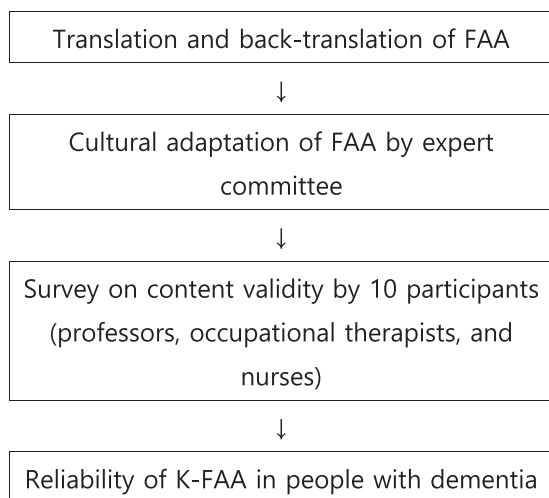 Translation and back-translation of FAA
↓
Cultural adaptation of FAA by expert
committee
↓
Survey on content validity by 10 participants
(professors, occupational therapists, and
nurses)
↓
Reliability of K-FAA in people with dementia